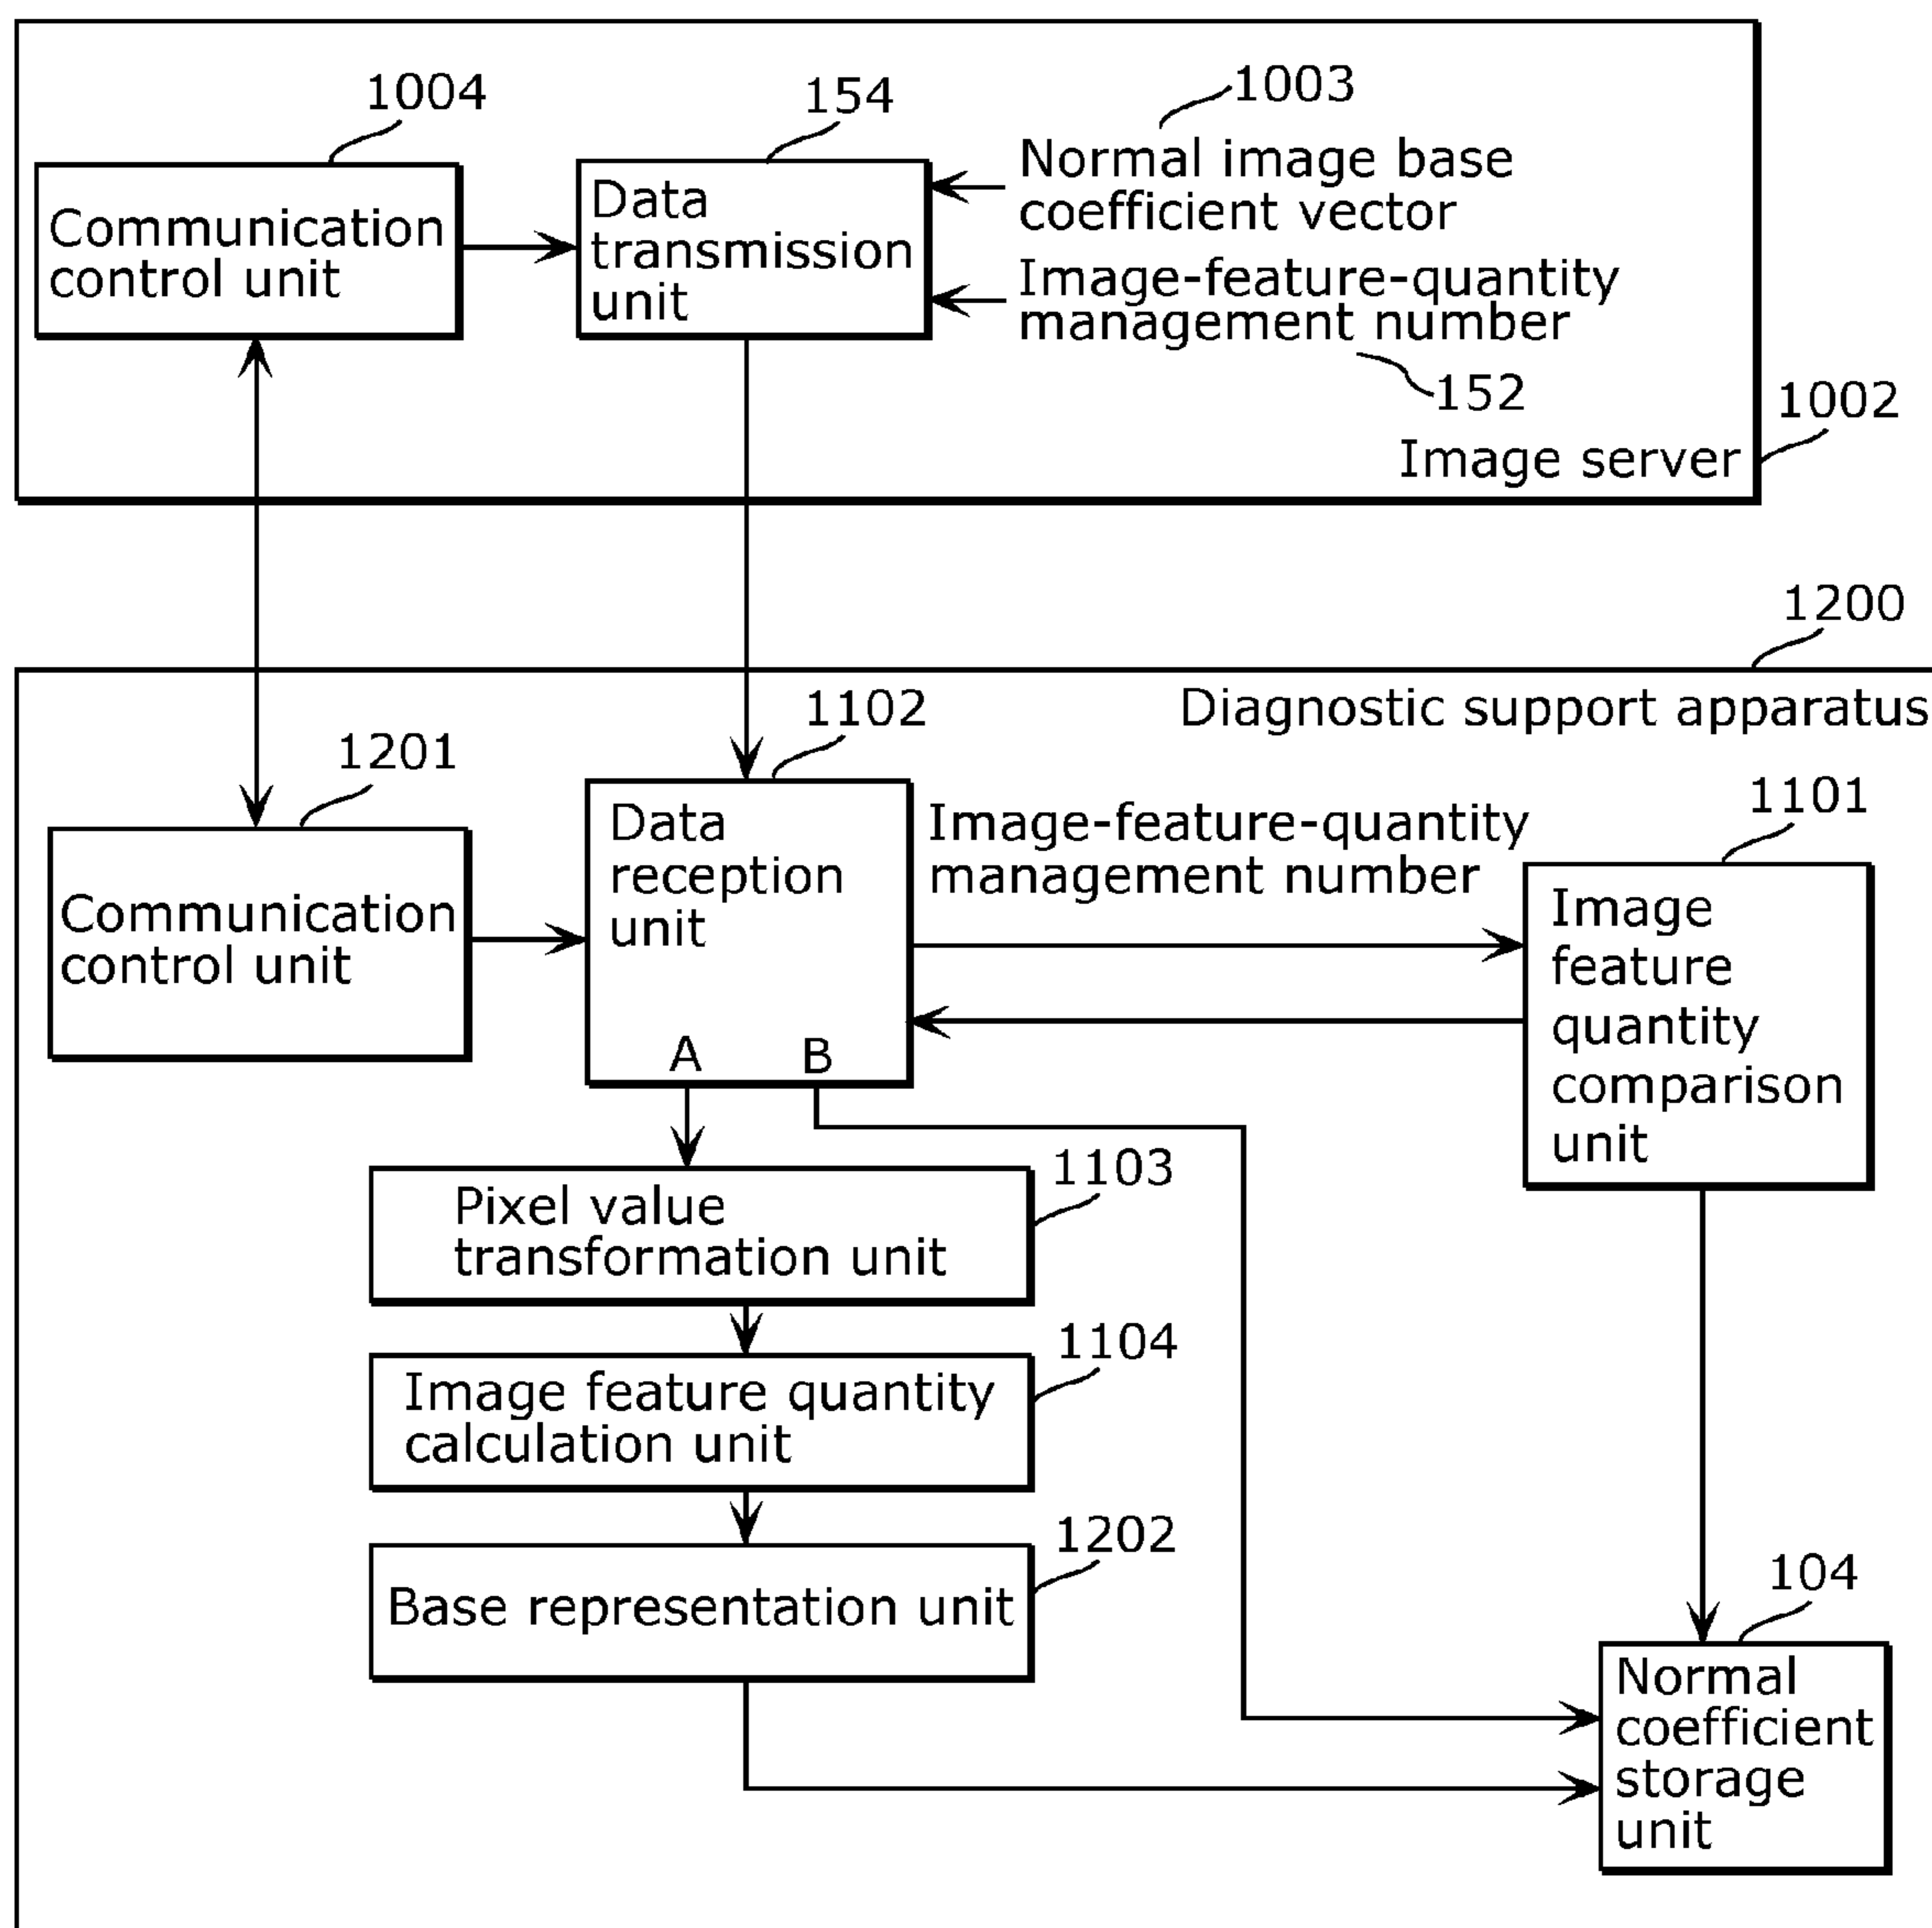 1004
154
1003
Communication
control unit
Data
transmission
unit
Normal image base
coefficient vector
Image-feature-quantity
management number
152
1002
Image server
1200
Diagnostic support apparatus
1102
1201
1101
Communication
control unit
Data
reception
unit
A
B
Image-feature-quantity
management number
Image
feature
quantity
comparison
unit
1103
Pixel value
transformation unit
1104
Image feature quantity
calculation unit
1202
Base representation unit
104
Normal
coefficient
storage
unit